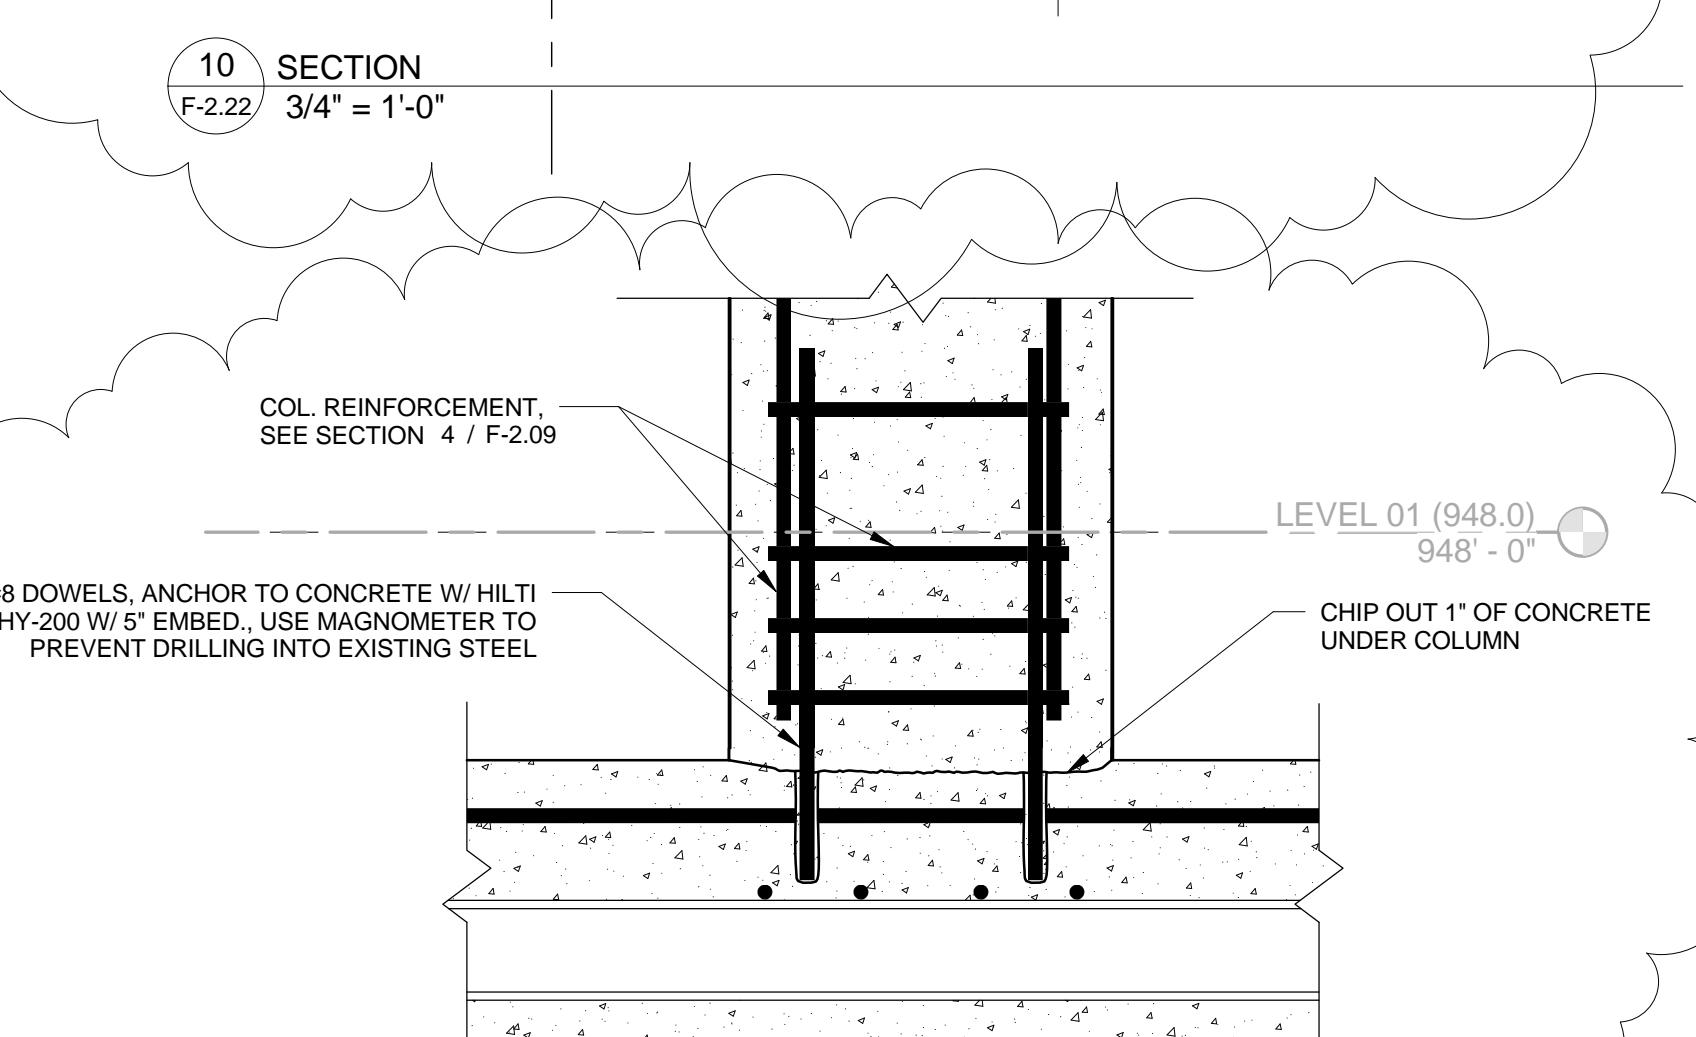 10
SECTION
F-2.22
3/4" = 1'-0"
COL. REINFORCEMENT,
SEE SECTION 4 / F-2.09
LEVEL 01 (948.0)
948' - 0"
8 DOWELS, ANCHOR TO CONCRETE W/ HILTI
HY-200 W/ 5" EMBED., USE MAGNOMETER TO
PREVENT DRILLING INTO EXISTING STEEL
CHIP OUT 1" OF CONCRETE
UNDER COLUMN